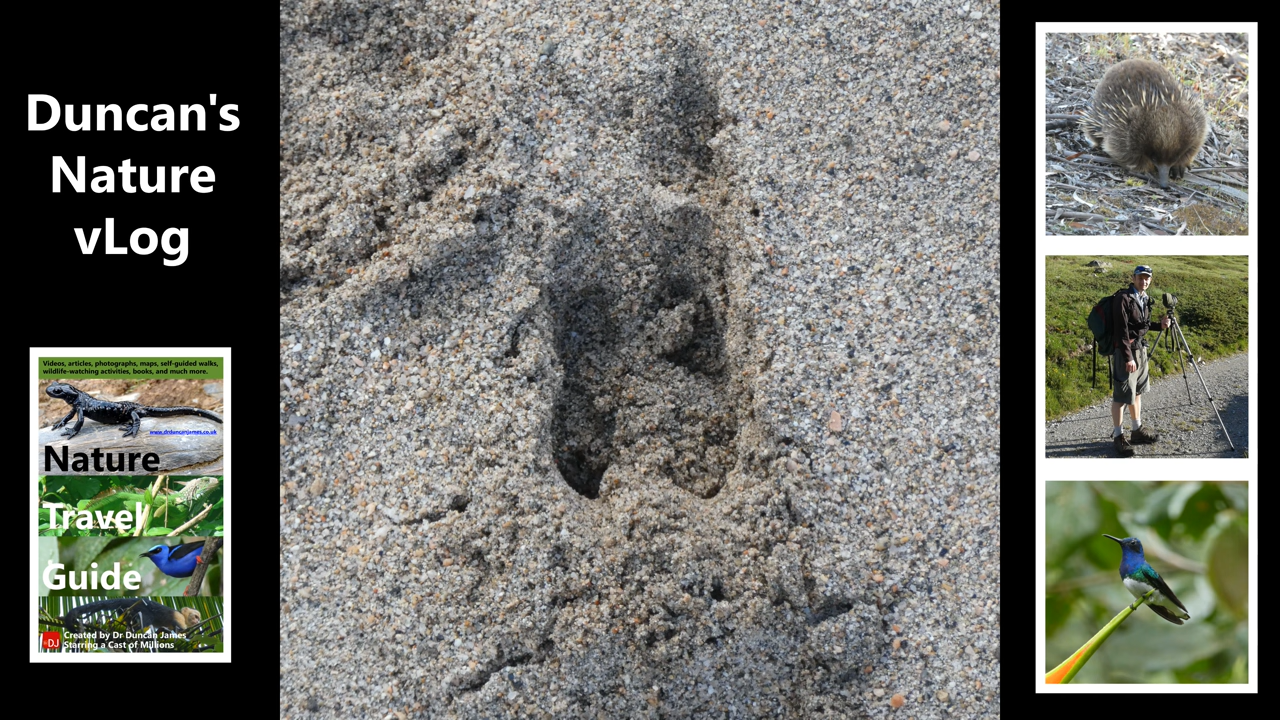 Duncan's
Nature
vLog
Videos, articles, photographs, maps, self-guided walks,
wildlife-watching activities, books, and much more.
www.drduncanjames.co.uk
Nature
Travel
Guide
DJ
Created by Dr Duncan James
Starring a Cast of Millions